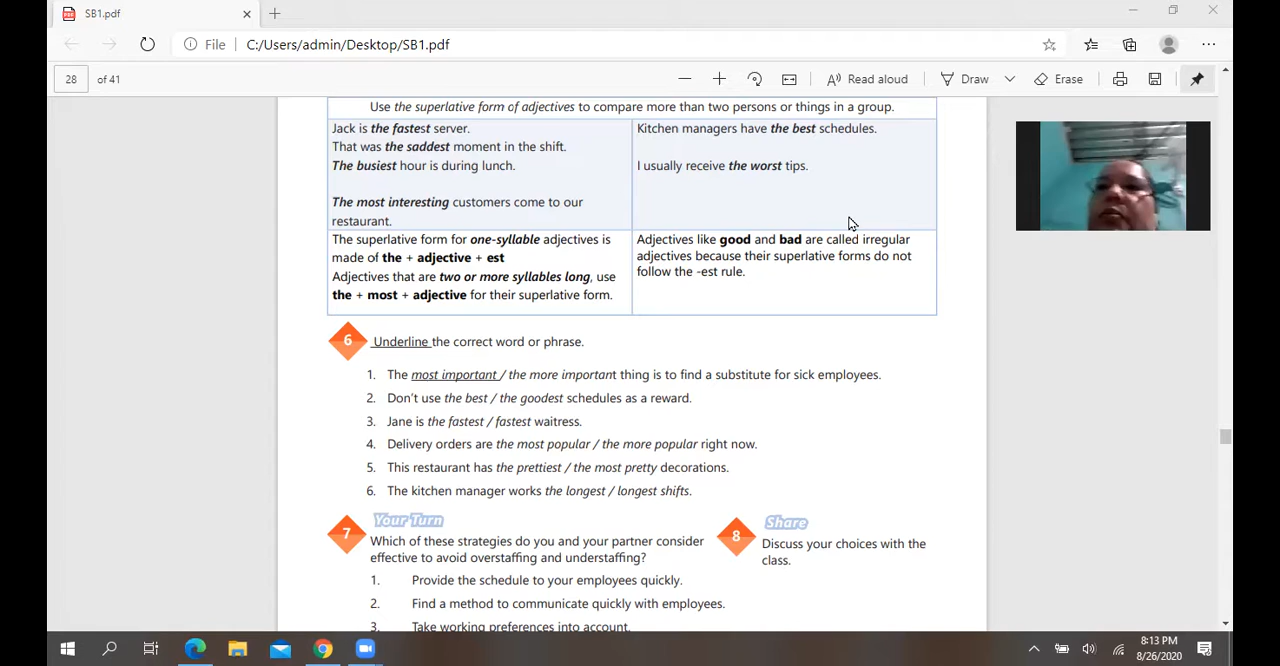 SB1.pdf
File C:/Users/admin/Desktop/SB1.pdf
28 of 41 Read aloud Draw Erase
Use the superlative form of adjectives to compare more than two persons or things in a group.
Jack is the fastest server.
That was the saddest moment in the shift.
The busiest hour is during lunch.
The most interesting customers come to our
restaurant.
Kitchen managers have the best schedules.
I usually receive the worst tips.
The superlative form for one-syllable adjectives is
made of the + adjective + est
Adjectives that are two or more syllables long, use
the + most + adjective for their superlative form.
Adjectives like good and bad are called irregular
adjectives because their superlative forms do not
follow the -est rule.
6 Underline the correct word or phrase.
1. The most important / the more important thing is to find a substitute for sick employees.
2. Don't use the best / the goodest schedules as a reward.
3. Jane is the fastest / fastest waitress.
4. Delivery orders are the most popular / the more popular right now.
5. This restaurant has the prettiest / the most pretty decorations.
6. The kitchen manager works the longest / longest shifts.
7 Your Turn
Which of these strategies do you and your partner consider
effective to avoid overstaffing and understaffing?
1. Provide the schedule to your employees quickly.
2. Find a method to communicate quickly with employees.
3. Take working preferences into account.
8 Share
Discuss your choices with the
class.
8:13 PM
8/26/2020